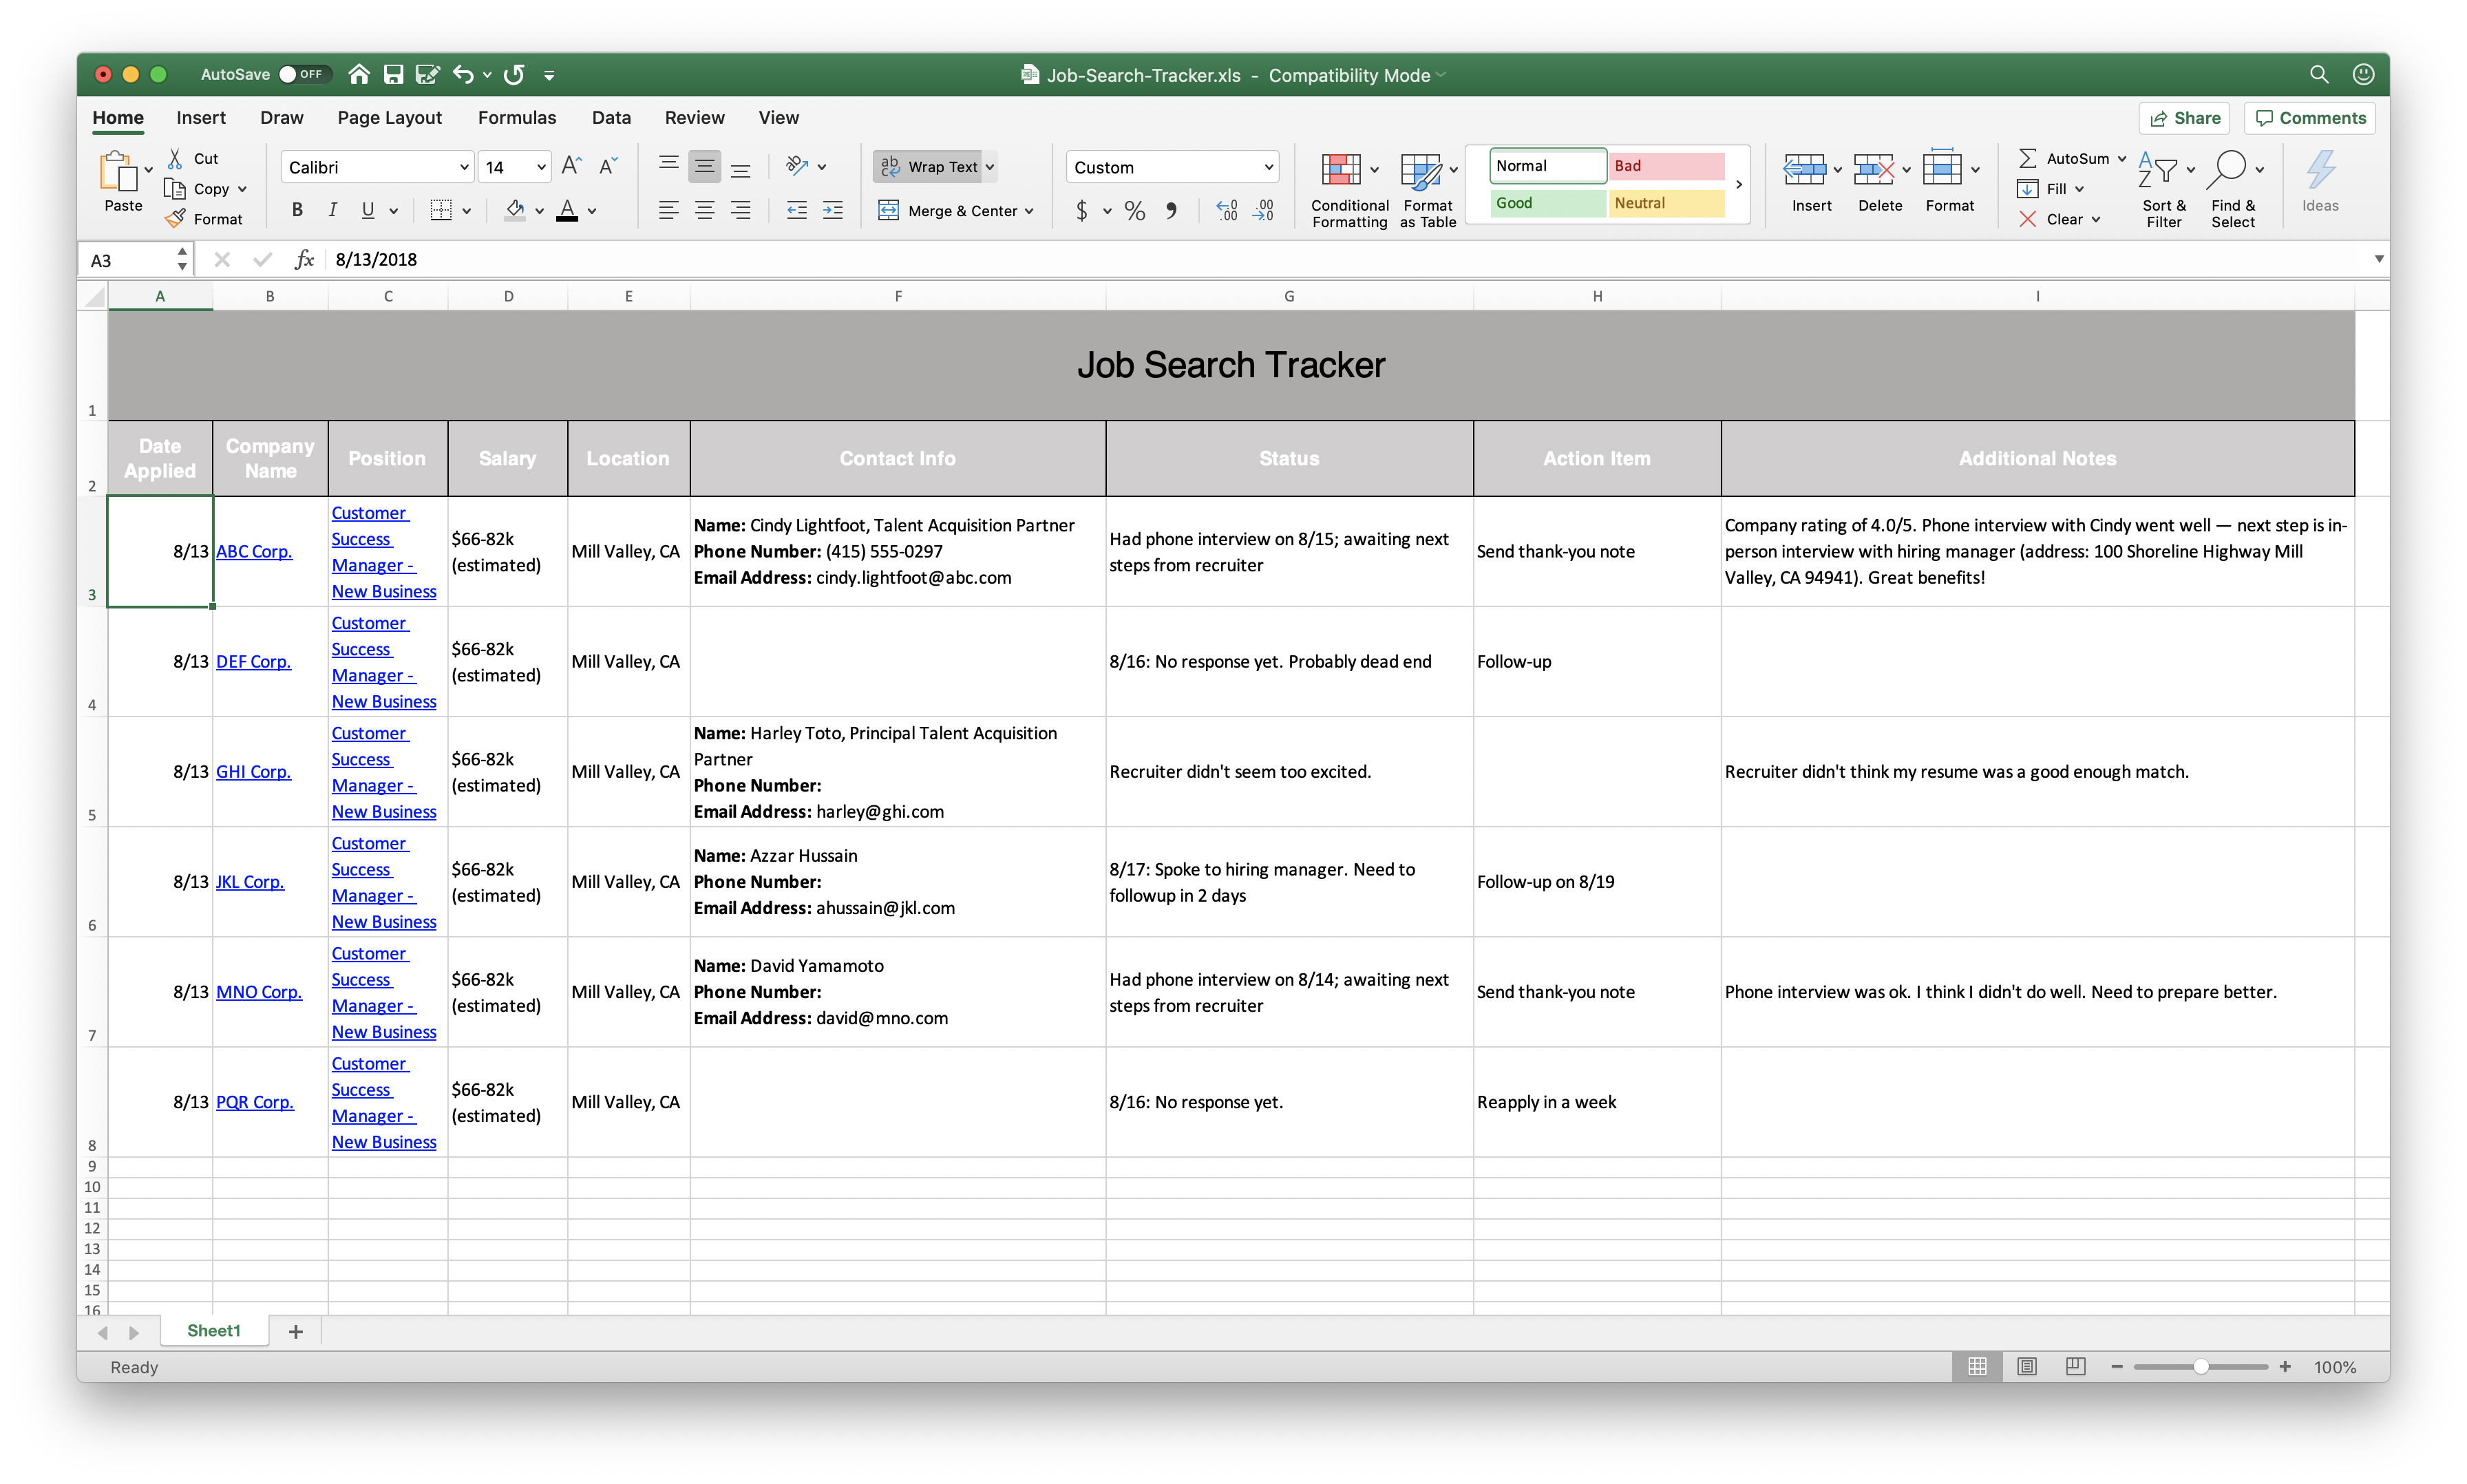 AutoSave OFF
Job-Search-Tracker.xls - Compatibility Mode
Home Insert Draw Page Layout Formulas Data Review View
Share Comments
Paste
Cut
Copy
Format
Calibri 14
B I U
Wrap Text
Merge & Center
Custom
$ % 9
Conditional Formatting
Format as Table
Normal Bad
Good Neutral
Insert Delete Format
AutoSum
Fill
Clear
Sort & Filter
Find & Select
Ideas
A3 fx 8/13/2018
A B C D E F G H I
Job Search Tracker
1
Date Applied Company Name Position Salary Location Contact Info Status Action Item Additional Notes
2
8/13 ABC Corp.
Customer
Success
Manager -
New Business
$66-82k
(estimated)
Mill Valley, CA
Name: Cindy Lightfoot, Talent Acquisition Partner
Phone Number: (415) 555-0297
Email Address: cindy.lightfoot@abc.com
Had phone interview on 8/15; awaiting next
steps from recruiter
Send thank-you note
Company rating of 4.0/5. Phone interview with Cindy went well — next step is in-
person interview with hiring manager (address: 100 Shoreline Highway Mill
Valley, CA 94941). Great benefits!
3
8/13 DEF Corp.
Customer
Success
Manager -
New Business
$66-82k
(estimated)
Mill Valley, CA
8/16: No response yet. Probably dead end
Follow-up
4
8/13 GHI Corp.
Customer
Success
Manager -
New Business
$66-82k
(estimated)
Mill Valley, CA
Name: Harley Toto, Principal Talent Acquisition
Partner
Phone Number:
Email Address: harley@ghi.com
Recruiter didn't seem too excited.
Recruiter didn't think my resume was a good enough match.
5
8/13 JKL Corp.
Customer
Success
Manager -
New Business
$66-82k
(estimated)
Mill Valley, CA
Name: Azzar Hussain
Phone Number:
Email Address: ahussain@jkl.com
8/17: Spoke to hiring manager. Need to
followup in 2 days
Follow-up on 8/19
6
8/13 MNO Corp.
Customer
Success
Manager -
New Business
$66-82k
(estimated)
Mill Valley, CA
Name: David Yamamoto
Phone Number:
Email Address: david@mno.com
Had phone interview on 8/14; awaiting next
steps from recruiter
Send thank-you note
Phone interview was ok. I think I didn't do well. Need to prepare better.
7
8/13 PQR Corp.
Customer
Success
Manager -
New Business
$66-82k
(estimated)
Mill Valley, CA
8/16: No response yet.
Reapply in a week
8
9
10
11
12
13
14
15
16
Sheet1
Ready
100%